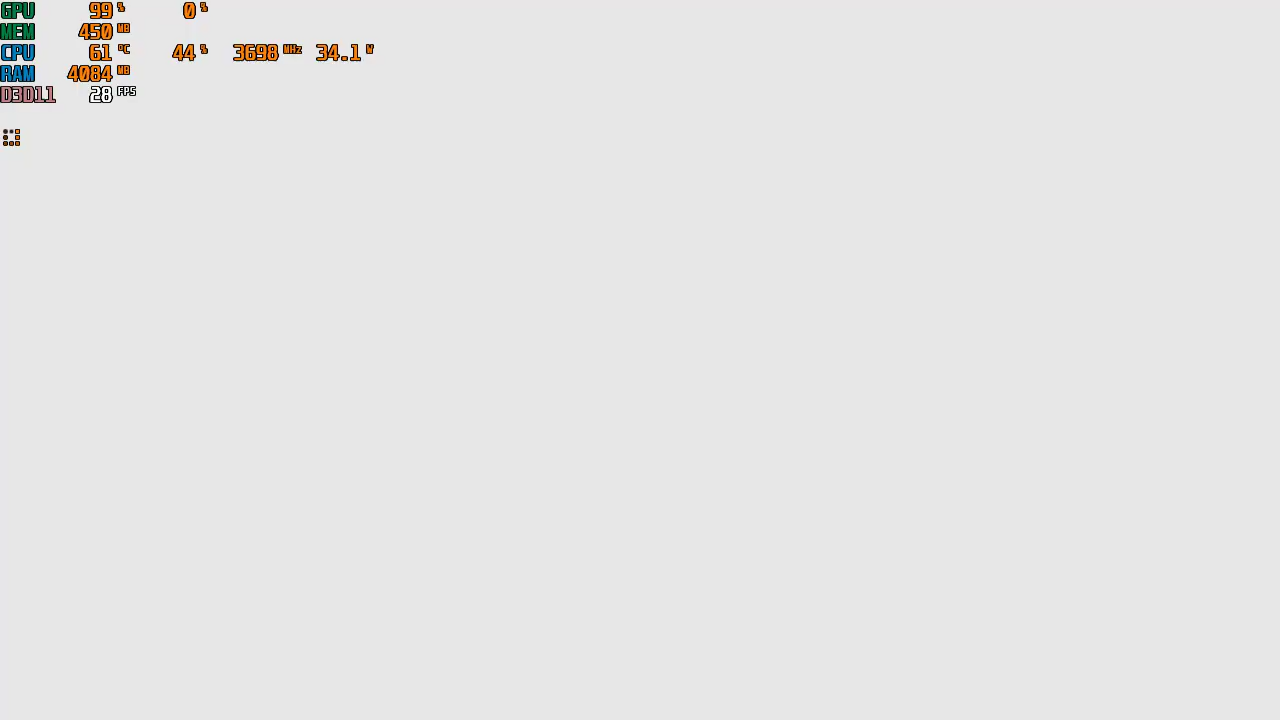 GPU 99 % 0 %
MEM 450 MB
CPU 61 °C 44 % 3698 MHz 34.1 W
RAM 4084 MB
D3D11 28 FPS